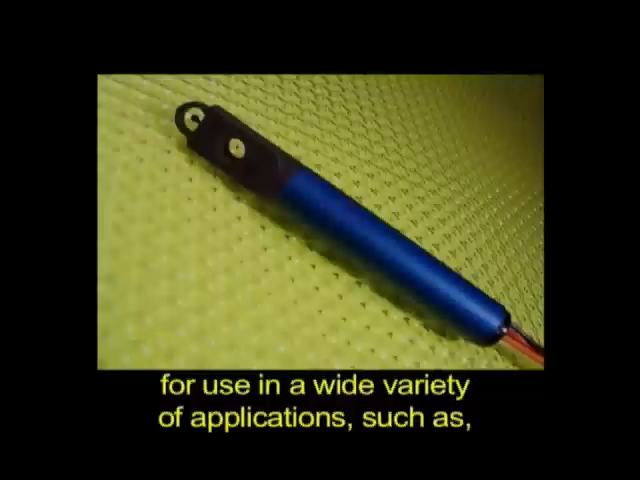 for use in a wide variety
of applications, such as,